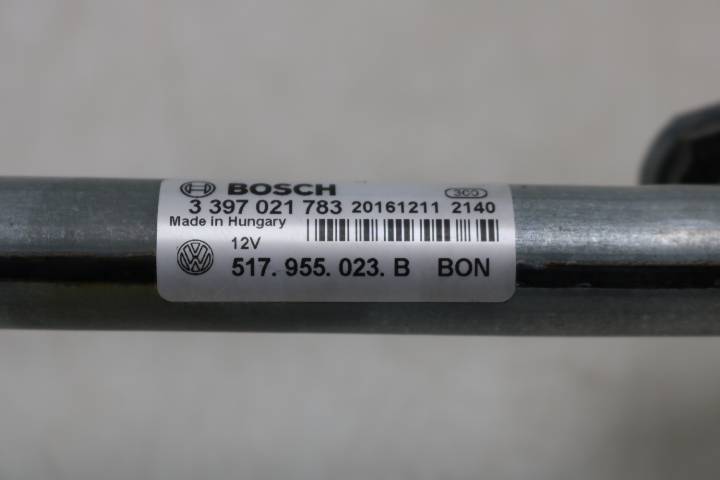 BOSCH
3 397 021 783 20161211 2140
Made in Hungary
12V
517. 955. 023. B BON